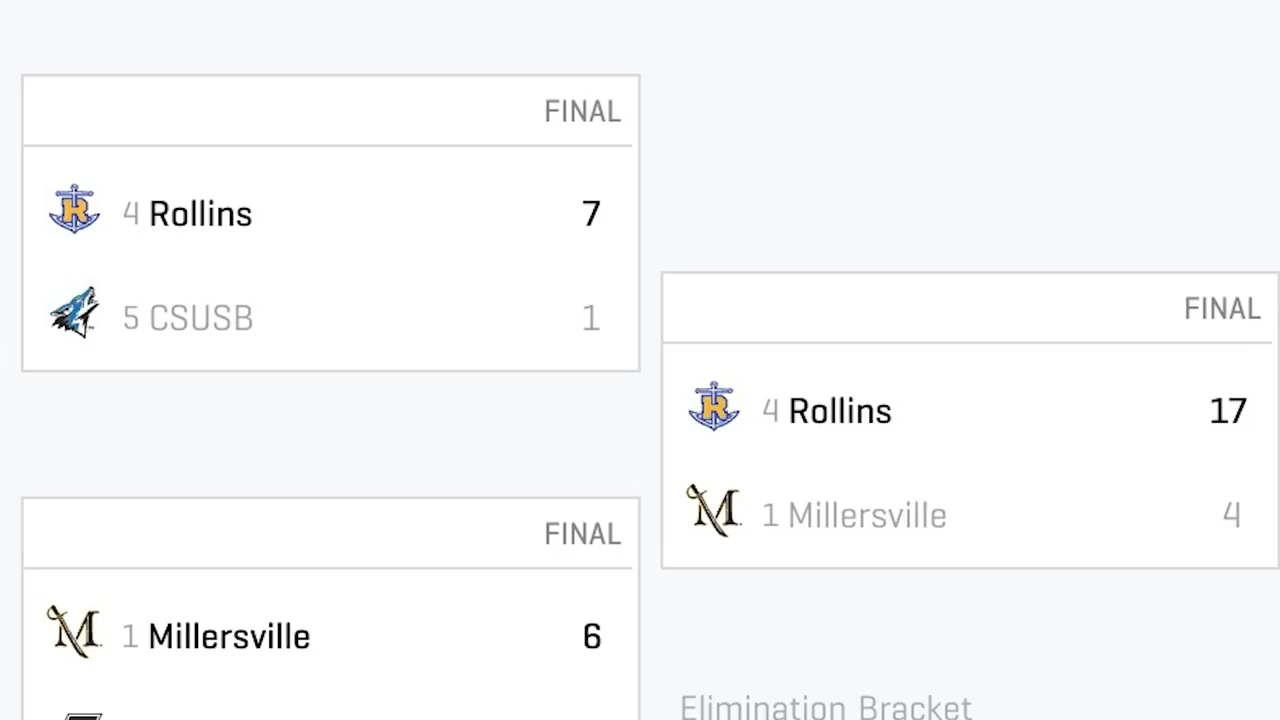 FINAL
4 Rollins 7
5 CSUSB 1
FINAL
4 Rollins 17
1 Millersville 4
FINAL
1 Millersville 6
Elimination Bracket